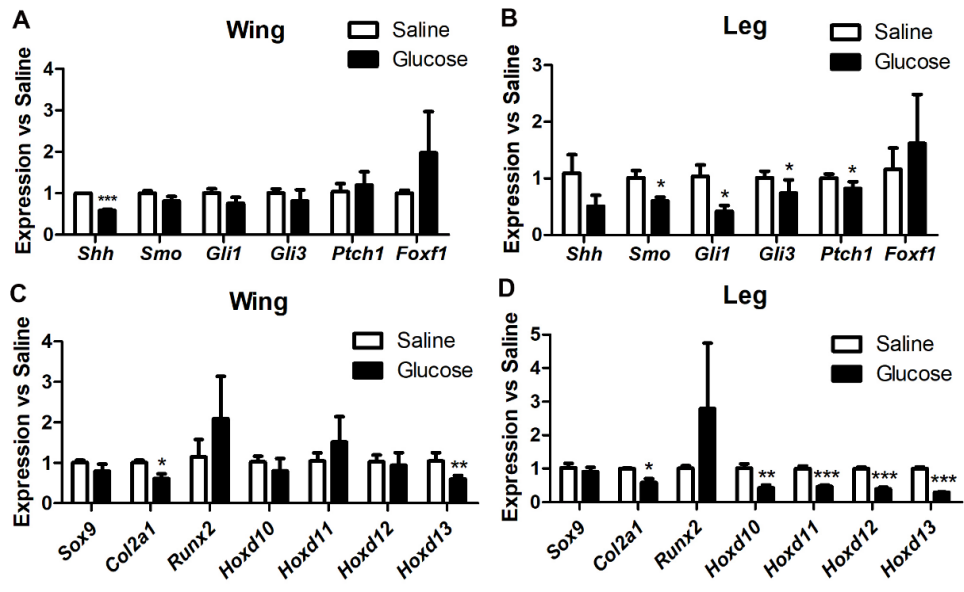 A
Wing
Saline
Glucose
Expression vs Saline
4
3
2
1
0
***
Shh Smo Gli1 Gli3 Ptch1 Foxf1
B
Leg
Saline
Glucose
Expression vs Saline
3
2
1
0
* * * *
Shh Smo Gli1 Gli3 Ptch1 Foxf1
C
Wing
Saline
Glucose
Expression vs Saline
4
3
2
1
0
* **
Sox9 Col2a1 Runx2 Hoxd10 Hoxd11 Hoxd12 Hoxd13
D
Leg
Saline
Glucose
Expression vs Saline
5
4
3
2
1
0
* ** *** *** ***
Sox9 Col2a1 Runx2 Hoxd10 Hoxd11 Hoxd12 Hoxd13